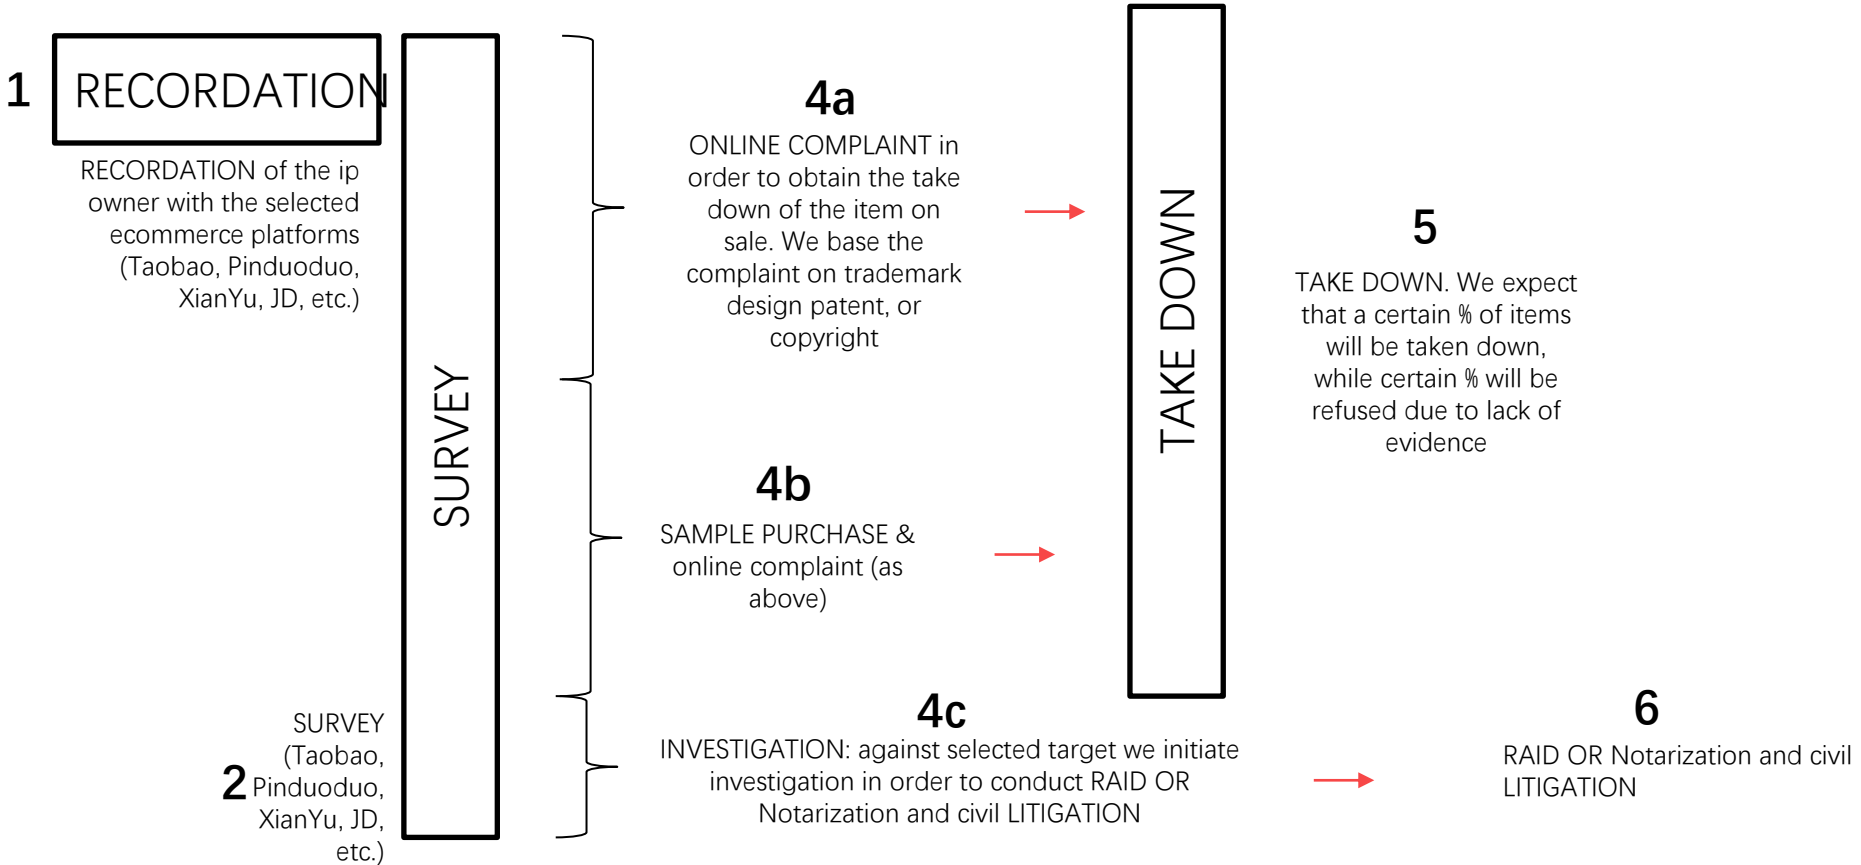 1
RECORDATION
RECORDATION of the ip
owner with the selected
ecommerce platforms
(Taobao, Pinduoduo,
XianYu, JD, etc.)
SURVEY
(Taobao,
2
Pinduoduo,
XianYu, JD,
etc.)
SURVEY
4a
ONLINE COMPLAINT in
order to obtain the take
down of the item on
sale. We base the
complaint on trademark
design patent, or
copyright
4b
SAMPLE PURCHASE &
online complaint (as
above)
4c
INVESTIGATION: against selected target we initiate
investigation in order to conduct RAID OR
Notarization and civil LITIGATION
TAKE DOWN
5
TAKE DOWN. We expect
that a certain % of items
will be taken down,
while certain % will be
refused due to lack of
evidence
6
RAID OR Notarization and civil
LITIGATION